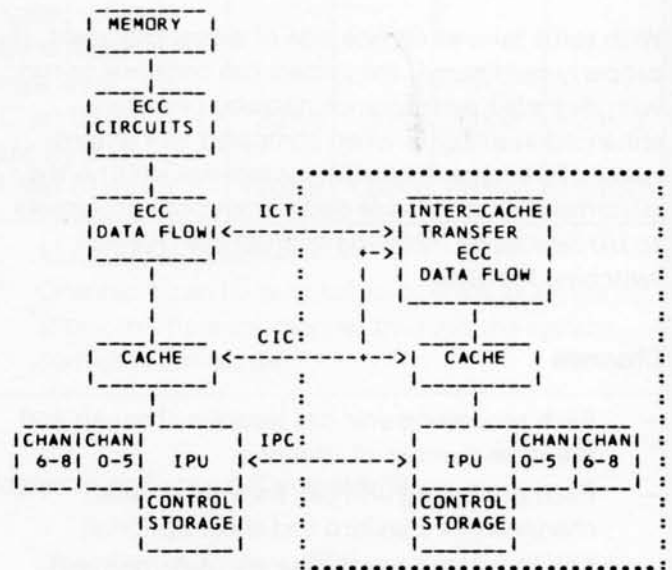 MEMORY
ECC
CIRCUITS
ECC
DATA FLOW
ICT
INTER-CACHE
TRANSFER
ECC
DATA FLOW
CACHE
CIC
CACHE
CHAN
6-8
CHAN
0-5
IPU
IPC
IPU
CHAN
0-5
CHAN
6-8
CONTROL
STORAGE
CONTROL
STORAGE